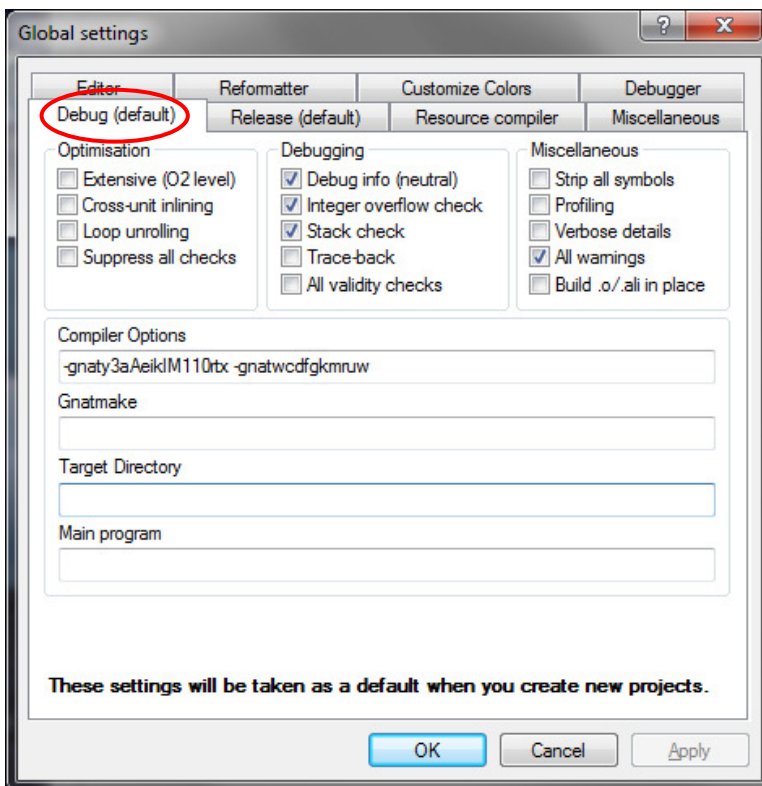 Global settings
Editor Reformatter Customize Colors Debugger
Debug (default) Release (default) Resource compiler Miscellaneous
Optimisation Debugging Miscellaneous
Extensive (O2 level) Debug info (neutral) Strip all symbols
Cross-unit inlining Integer overflow check Profiling
Loop unrolling Stack check Verbose details
Suppress all checks Trace-back All warnings
All validity checks Build .o/.ali in place
Compiler Options
-gnaty3aAeiklM110rtx -gnatwcdfgkmruw
Gnatmake
Target Directory
Main program
These settings will be taken as a default when you create new projects.
OK Cancel Apply